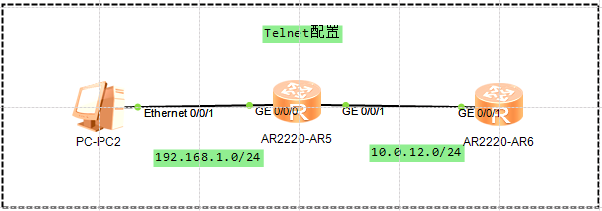 Telnet配置
Ethernet 0/0/1
GE 0/0/0
GE 0/0/1
GE 0/0/1
R
R
PC-PC2
AR2220-AR5
AR2220-AR6
192.168.1.0/24
10.0.12.0/24